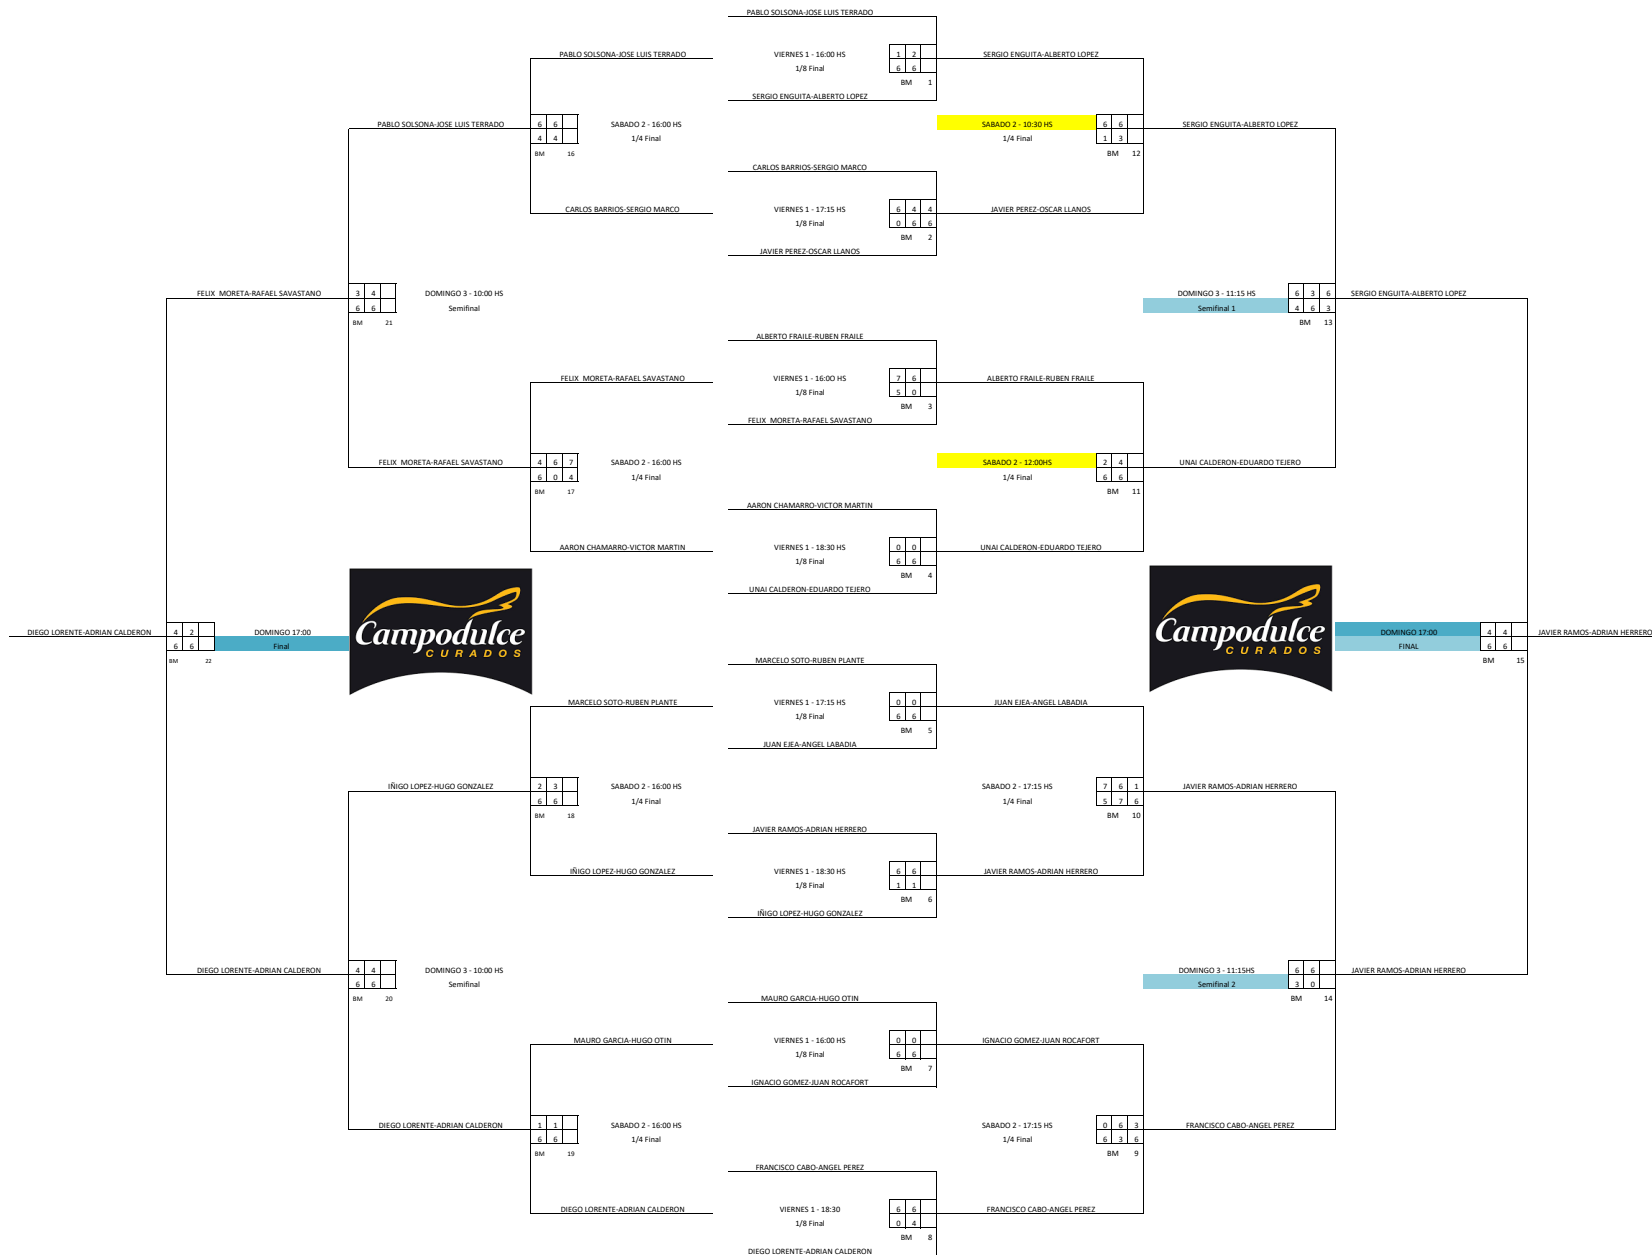 PABLO SOLSONA-JOSE LUIS TERRADO
PABLO SOLSONA-JOSE LUIS TERRADO VIERNES 1 - 16:00 HS 1 2 SERGIO ENGUITA-ALBERTO LOPEZ
1/8 Final 6 6
BM 1
SERGIO ENGUITA-ALBERTO LOPEZ
PABLO SOLSONA-JOSE LUIS TERRADO 6 6 SABADO 2 - 16:00 HS SABADO 2 - 10:30 HS 6 6 SERGIO ENGUITA-ALBERTO LOPEZ
4 4 1/4 Final 1/4 Final 1 3
BM 16 BM 12
CARLOS BARRIOS-SERGIO MARCO
CARLOS BARRIOS-SERGIO MARCO VIERNES 1 - 17:15 HS 6 4 4 JAVIER PEREZ-OSCAR LLANOS
1/8 Final 0 6 6
BM 2
JAVIER PEREZ-OSCAR LLANOS
FELIX MORETA-RAFAEL SAVASTANO 3 4 DOMINGO 3 - 10:00 HS DOMINGO 3 - 11:15 HS 6 3 6 SERGIO ENGUITA-ALBERTO LOPEZ
6 6 Semifinal Semifinal 1 4 6 3
BM 21 BM 13
ALBERTO FRAILE-RUBEN FRAILE
FELIX MORETA-RAFAEL SAVASTANO VIERNES 1 - 16:00 HS 7 6 ALBERTO FRAILE-RUBEN FRAILE
1/8 Final 5 0
BM 3
FELIX MORETA-RAFAEL SAVASTANO
FELIX MORETA-RAFAEL SAVASTANO 4 6 7 SABADO 2 - 16:00 HS SABADO 2 - 12:00HS 2 4 UNAI CALDERON-EDUARDO TEJERO
6 0 4 1/4 Final 1/4 Final 6 6
BM 17 BM 11
AARON CHAMARRO-VICTOR MARTIN
AARON CHAMARRO-VICTOR MARTIN VIERNES 1 - 18:30 HS 0 0 UNAI CALDERON-EDUARDO TEJERO
1/8 Final 6 6
BM 4
UNAI CALDERON-EDUARDO TEJERO
DIEGO LORENTE-ADRIAN CALDERON 4 2 DOMINGO 17:00 Campodulce Campodulce DOMINGO 17:00 4 4 JAVIER RAMOS-ADRIAN HERRERO
6 6 Final CURADOS CURADOS FINAL 6 6
BM 22 BM 15
MARCELO SOTO-RUBEN PLANTE
MARCELO SOTO-RUBEN PLANTE VIERNES 1 - 17:15 HS 0 0 JUAN EJEA-ANGEL LABADIA
1/8 Final 6 6
BM 5
JUAN EJEA-ANGEL LABADIA
IÑIGO LOPEZ-HUGO GONZALEZ 2 3 SABADO 2 - 16:00 HS SABADO 2 - 17:15 HS 7 6 1 JAVIER RAMOS-ADRIAN HERRERO
6 6 1/4 Final 1/4 Final 5 7 6
BM 18 BM 10
JAVIER RAMOS-ADRIAN HERRERO
IÑIGO LOPEZ-HUGO GONZALEZ VIERNES 1 - 18:30 HS 6 6 JAVIER RAMOS-ADRIAN HERRERO
1/8 Final 1 1
BM 6
IÑIGO LOPEZ-HUGO GONZALEZ
DIEGO LORENTE-ADRIAN CALDERON 4 4 DOMINGO 3 - 10:00 HS DOMINGO 3 - 11:15HS 6 6 JAVIER RAMOS-ADRIAN HERRERO
6 6 Semifinal Semifinal 2 3 0
BM 20 BM 14
MAURO GARCIA-HUGO OTIN
MAURO GARCIA-HUGO OTIN VIERNES 1 - 16:00 HS 0 0 IGNACIO GOMEZ-JUAN ROCAFORT
1/8 Final 6 6
BM 7
IGNACIO GOMEZ-JUAN ROCAFORT
DIEGO LORENTE-ADRIAN CALDERON 1 1 SABADO 2 - 16:00 HS SABADO 2 - 17:15 HS 0 6 3 FRANCISCO CABO-ANGEL PEREZ
6 6 1/4 Final 1/4 Final 6 3 6
BM 19 BM 9
FRANCISCO CABO-ANGEL PEREZ
DIEGO LORENTE-ADRIAN CALDERON VIERNES 1 - 18:30 6 6 FRANCISCO CABO-ANGEL PEREZ
1/8 Final 0 4
BM 8
DIEGO LORENTE-ADRIAN CALDERON